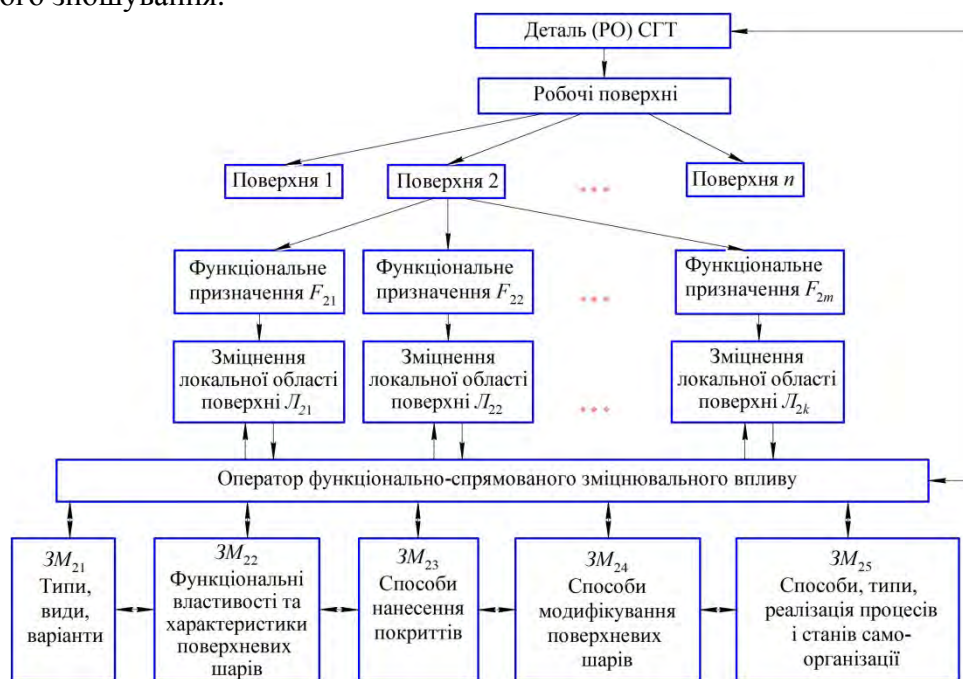 ого зношування.
Деталь (РО) СГТ
Робочі поверхні
Поверхня 1
Поверхня 2
Поверхня n
Функціональне
призначення F21
Функціональне
призначення F22
Функціональне
призначення F2m
Зміцнення
локальної області
поверхні Л21
Зміцнення
локальної області
поверхні Л22
Зміцнення
локальної області
поверхні Л2k
Оператор функціонально-спрямованого зміцнювального впливу
ЗМ21
Типи,
види,
варіанти
ЗМ22
Функціональні
властивості та
характеристики
поверхневих
шарів
ЗМ23
Способи
нанесення
покриттів
ЗМ24
Способи
модифікування
поверхневих
шарів
ЗМ25
Способи, типи,
реалізація процесів
і станів само-
організації